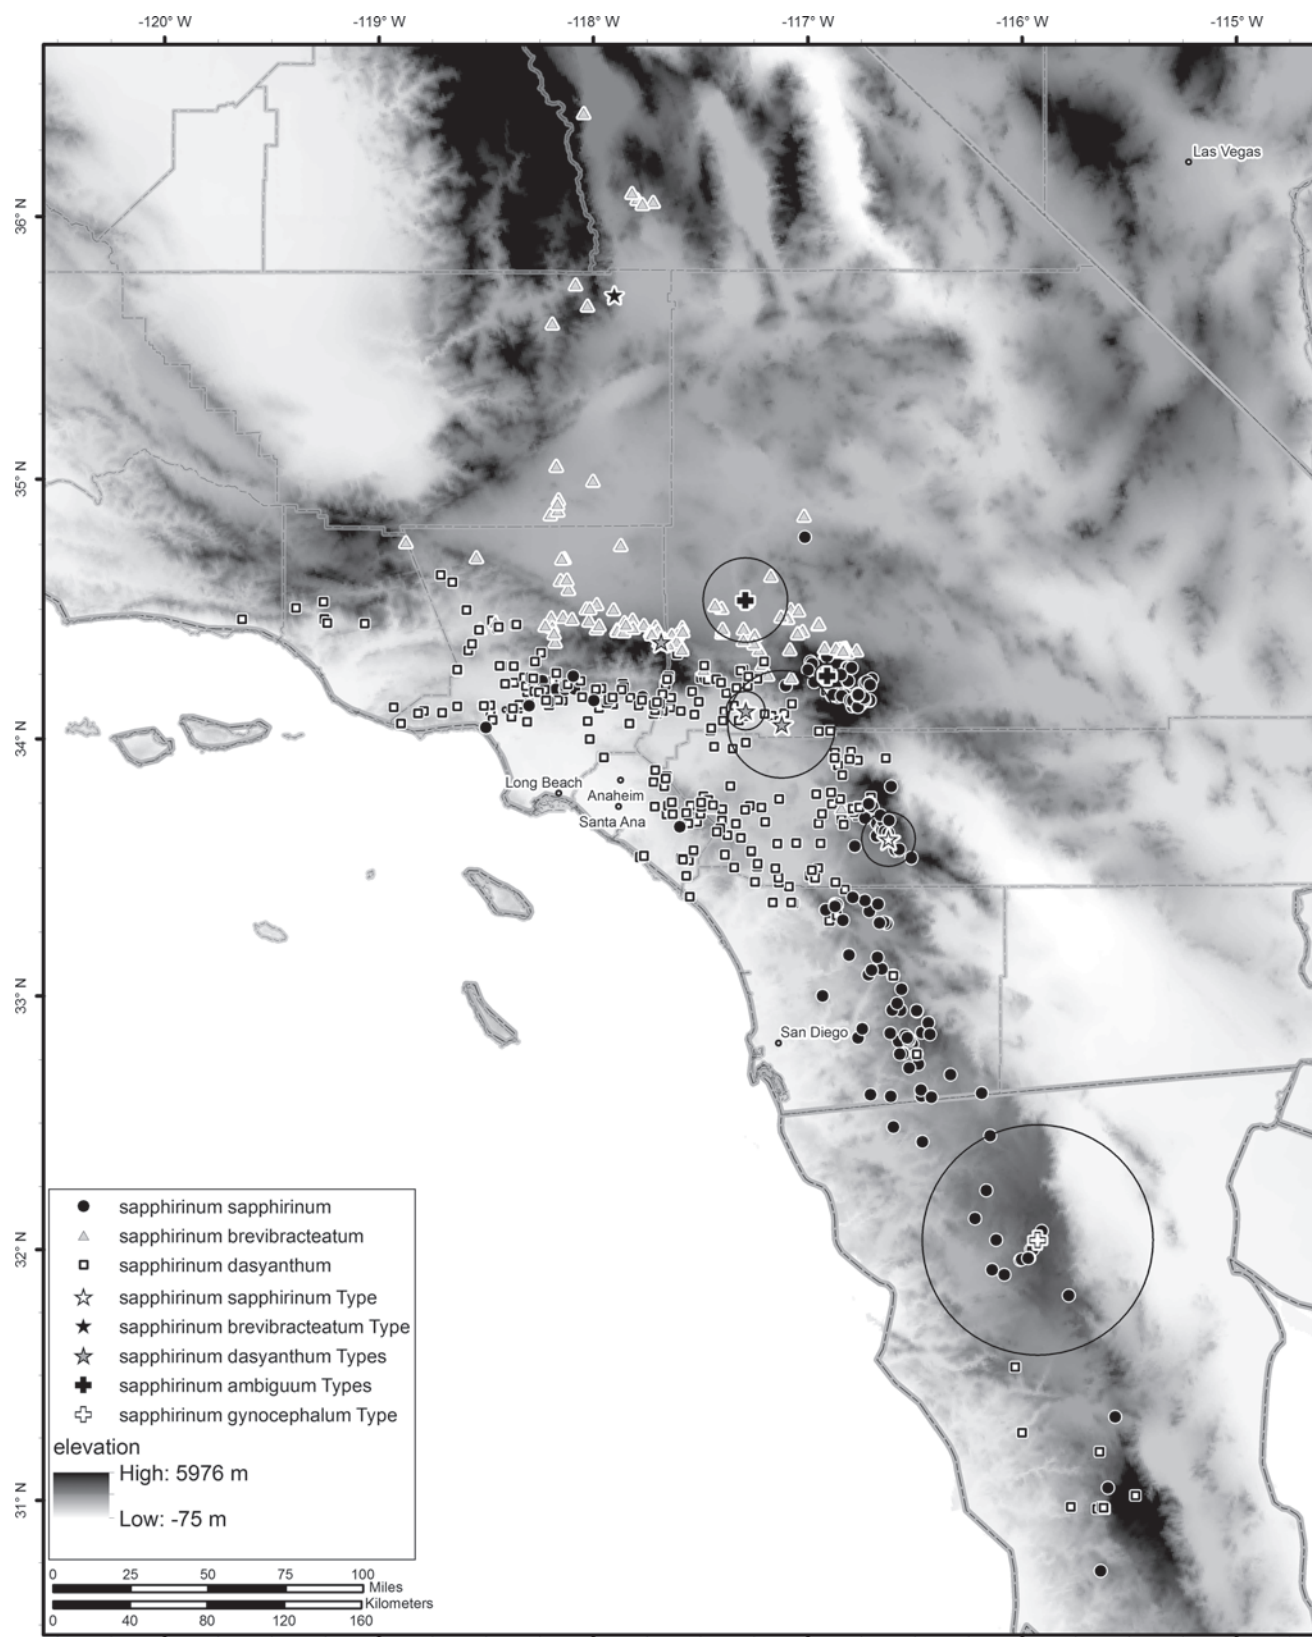 -120° W -119° W -118° W -117° W -116° W -115° W
36° N
35° N
34° N
33° N
32° N
31° N
Las Vegas
Long Beach
Anaheim
Santa Ana
San Diego
sapphirinum sapphirinum
sapphirinum brevibracteatum
sapphirinum dasyanthum
sapphirinum sapphirinum Type
sapphirinum brevibracteatum Type
sapphirinum dasyanthum Types
sapphirinum ambiguum Types
sapphirinum gynocephalum Type
elevation
High: 5976 m
Low: -75 m
0 25 50 75 100
Miles
Kilometers
0 40 80 120 160